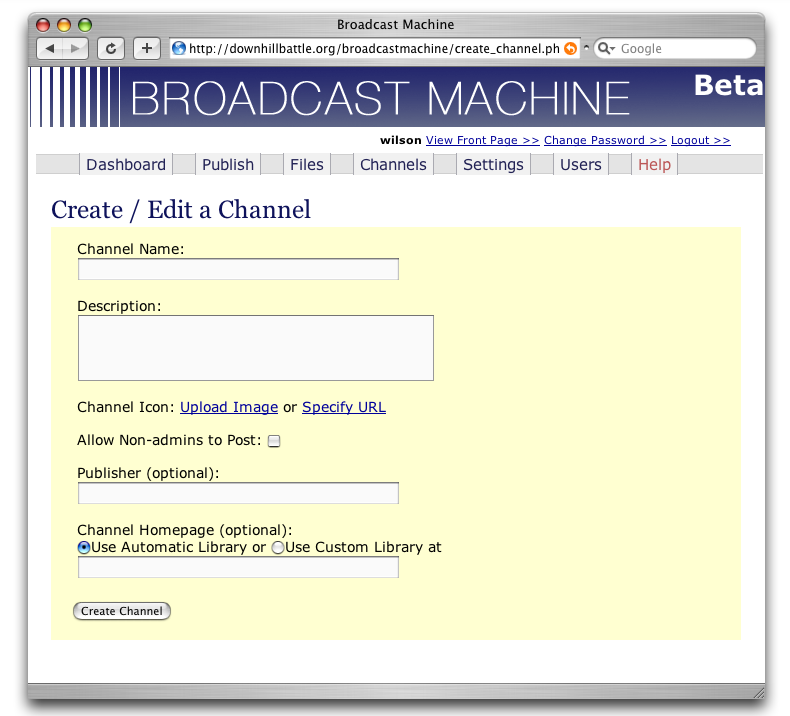 Broadcast Machine
http://downhillbattle.org/broadcastmachine/create_channel.ph
Google
BROADCAST MACHINE
Beta
wilson View Front Page >> Change Password >> Logout >>
Dashboard Publish Files Channels Settings Users Help
Create / Edit a Channel
Channel Name:
Description:
Channel Icon: Upload Image or Specify URL
Allow Non-admins to Post:
Publisher (optional):
Channel Homepage (optional):
Use Automatic Library or Use Custom Library at
Create Channel